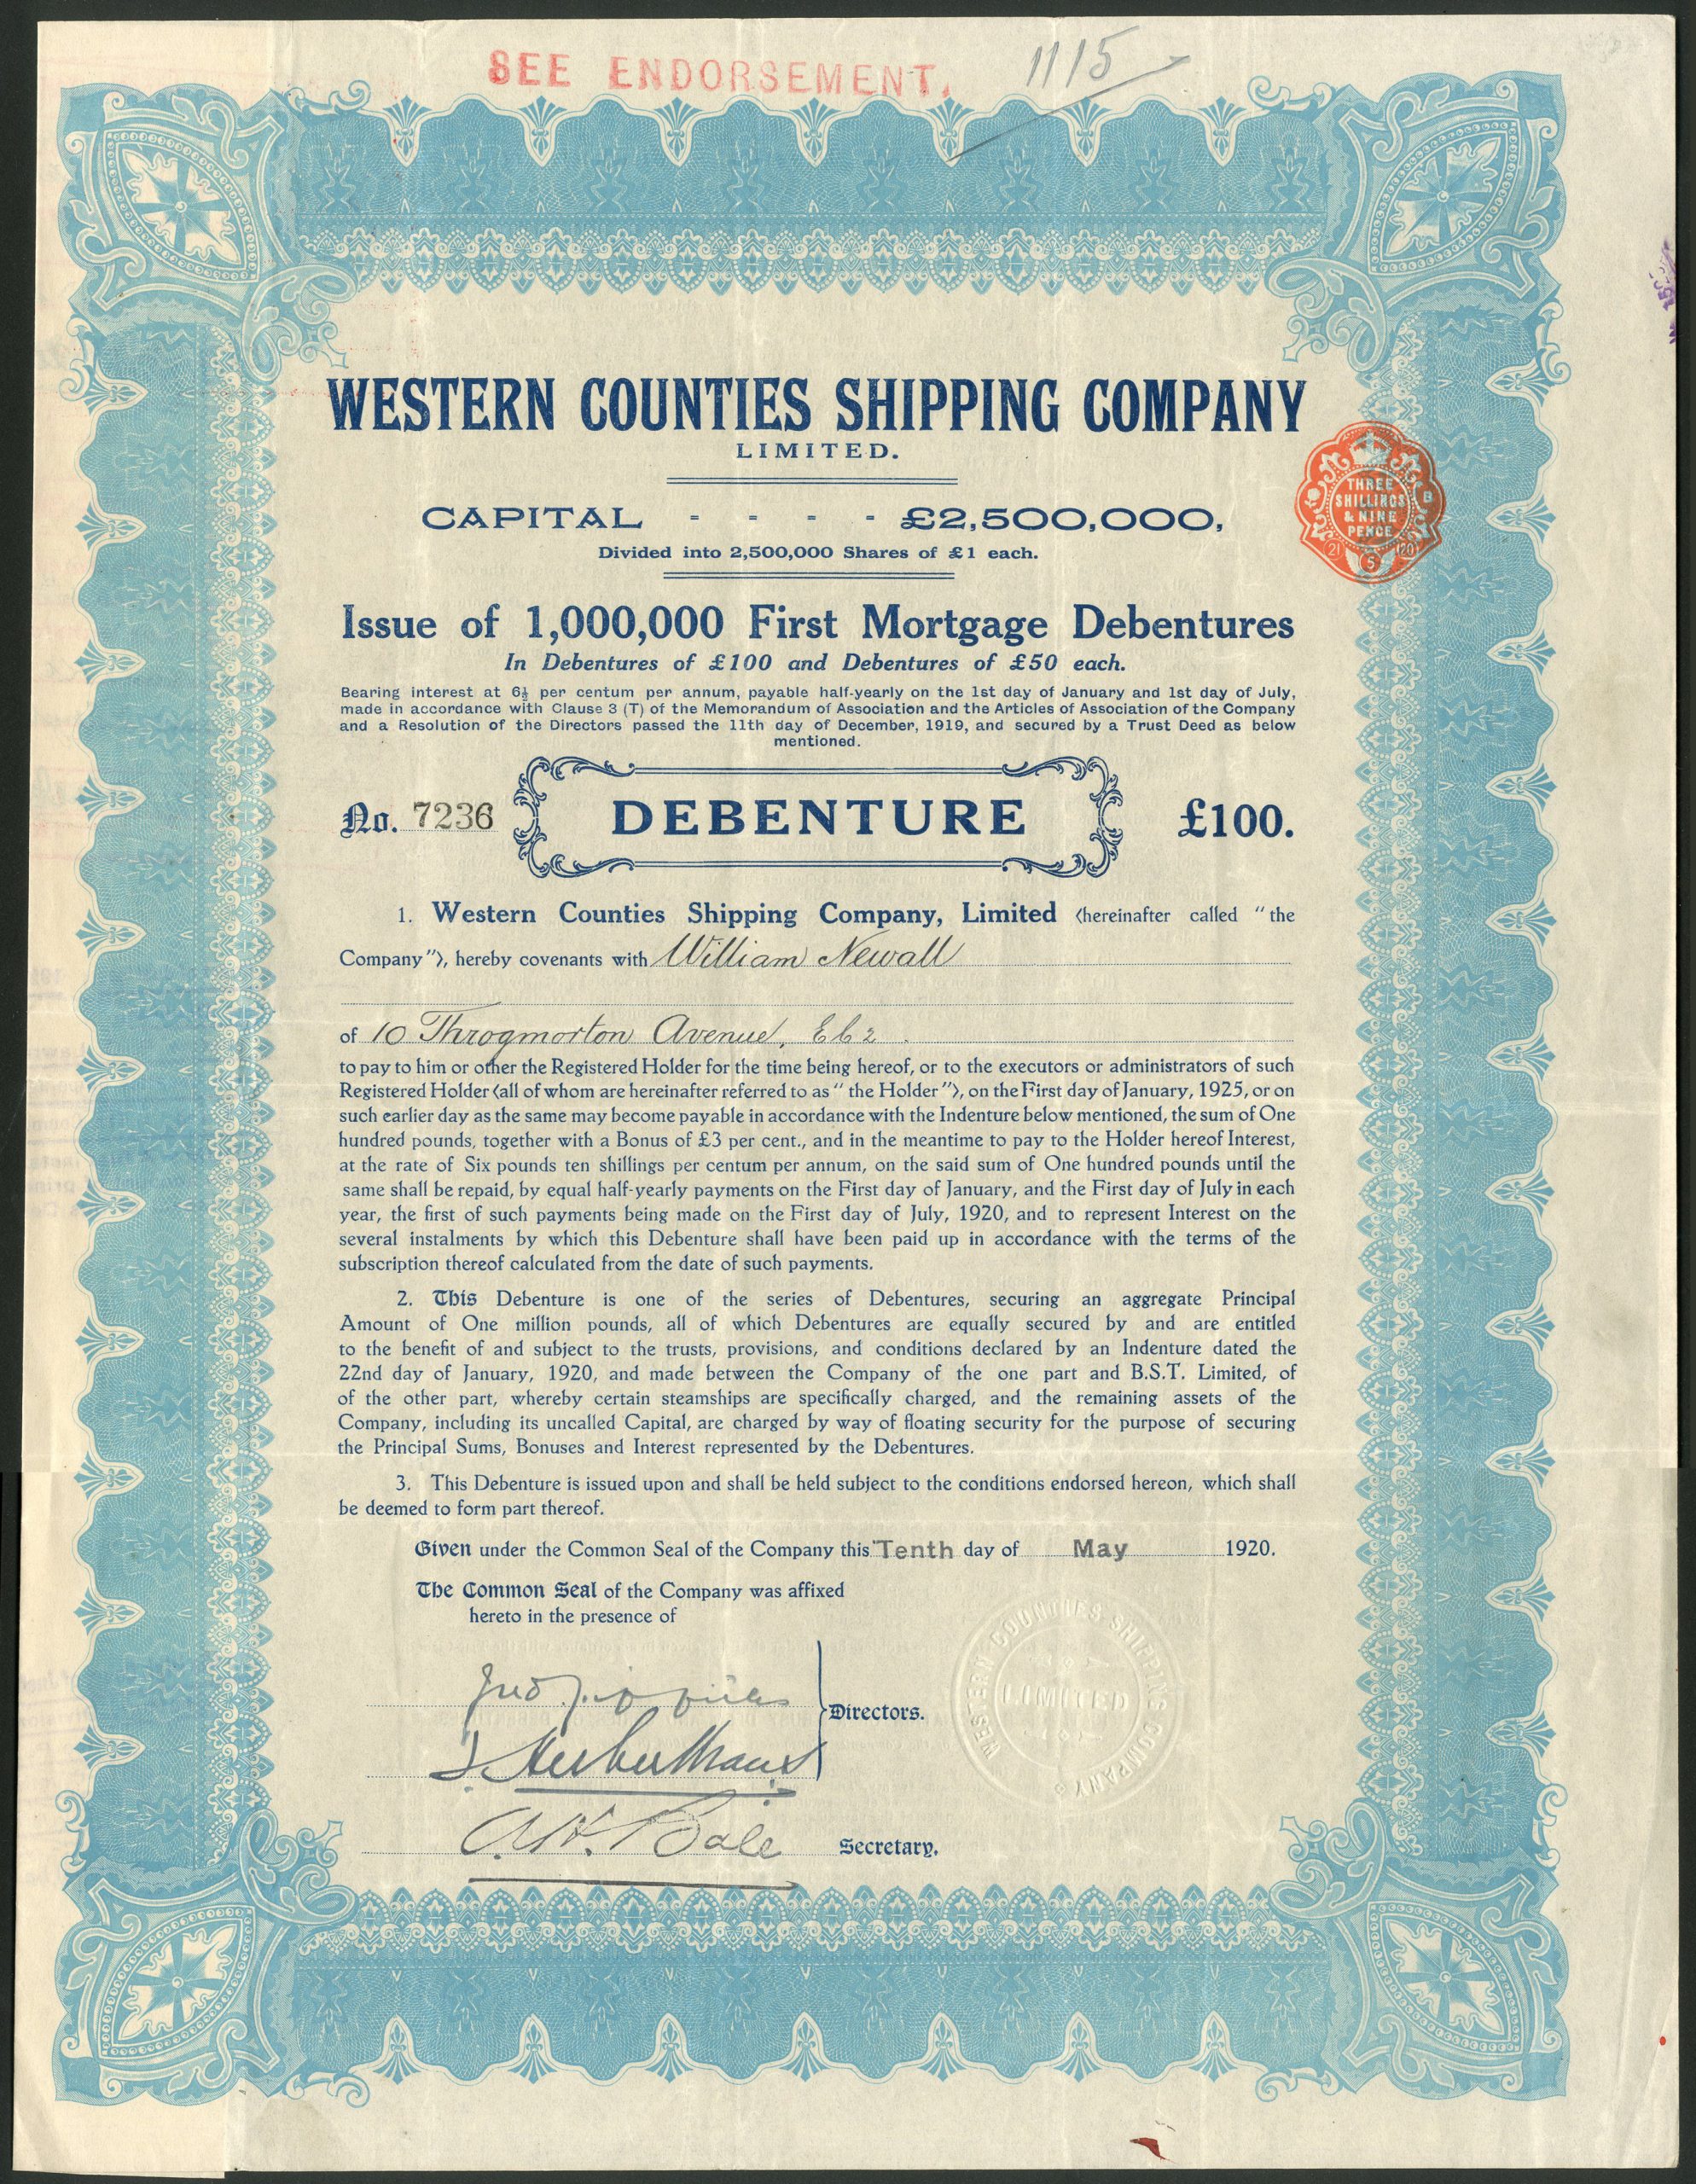 SEE ENDORSEMENT.
1115
WESTERN COUNTIES SHIPPING COMPANY
LIMITED.
THREE
SHILLINGS
& NINE
PENCE
B
21
5
120
CAPITAL - - - - £2,500,000,
Divided into 2,500,000 Shares of £1 each.
Issue of 1,000,000 First Mortgage Debentures
In Debentures of £100 and Debentures of £50 each.
Bearing interest at 6½ per centum per annum, payable half-yearly on the 1st day of January and 1st day of July,
made in accordance with Clause 3 (T) of the Memorandum of Association and the Articles of Association of the Company
and a Resolution of the Directors passed the 11th day of December, 1919, and secured by a Trust Deed as below
mentioned.
No. 7236 DEBENTURE £100.
1. Western Counties Shipping Company, Limited (hereinafter called "the
Company"), hereby covenants with William Newall
of 10 Throgmorton Avenue, E C 2.
to pay to him or other the Registered Holder for the time being hereof, or to the executors or administrators of such
Registered Holder (all of whom are hereinafter referred to as "the Holder"), on the First day of January, 1925, or on
such earlier day as the same may become payable in accordance with the Indenture below mentioned, the sum of One
hundred pounds, together with a Bonus of £3 per cent., and in the meantime to pay to the Holder hereof Interest,
at the rate of Six pounds ten shillings per centum per annum, on the said sum of One hundred pounds until the
same shall be repaid, by equal half-yearly payments on the First day of January, and the First day of July in each
year, the first of such payments being made on the First day of July, 1920, and to represent Interest on the
several instalments by which this Debenture shall have been paid up in accordance with the terms of the
subscription thereof calculated from the date of such payments.
2. This Debenture is one of the series of Debentures, securing an aggregate Principal
Amount of One million pounds, all of which Debentures are equally secured by and are entitled
to the benefit of and subject to the trusts, provisions, and conditions declared by an Indenture dated the
22nd day of January, 1920, and made between the Company of the one part and B.S.T. Limited, of
of the other part, whereby certain steamships are specifically charged, and the remaining assets of the
Company, including its uncalled Capital, are charged by way of floating security for the purpose of securing
the Principal Sums, Bonuses and Interest represented by the Debentures.
3. This Debenture is issued upon and shall be held subject to the conditions endorsed hereon, which shall
be deemed to form part thereof.
Given under the Common Seal of the Company this Tenth day of May 1920.
The Common Seal of the Company was affixed
hereto in the presence of
WESTERN COUNTIES SHIPPING COMPANY
LIMITED
Directors.
Bale Secretary.